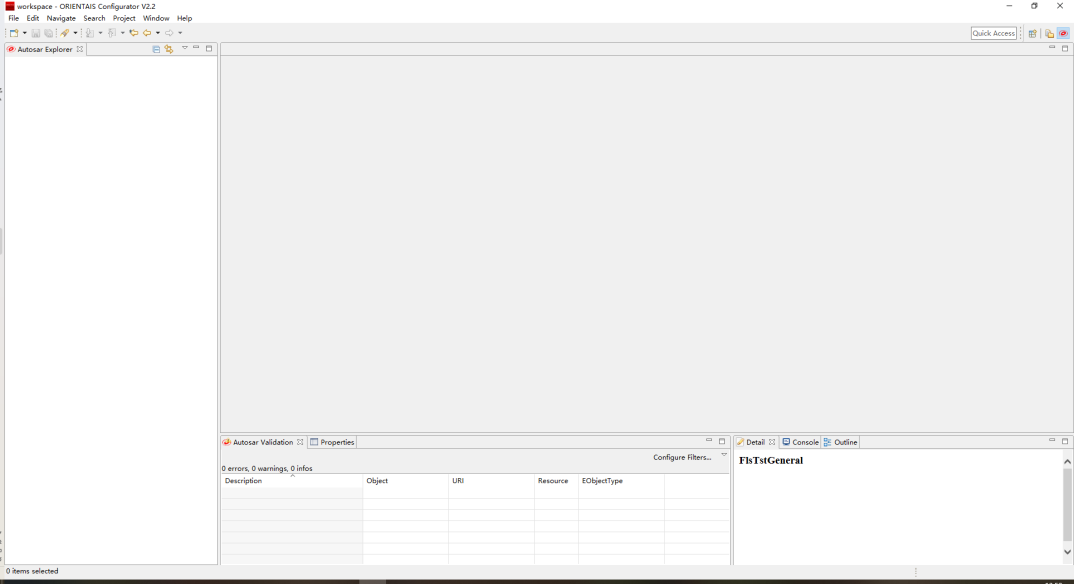 workspace - ORIENTAIS Configurator V2.2
File Edit Navigate Search Project Window Help
Quick Access
Autosar Explorer
Autosar Validation Properties
Configure Filters...
0 errors, 0 warnings, 0 infos
Description Object URI Resource EObjectType
Detail Console Outline
FlsTstGeneral
0 items selected